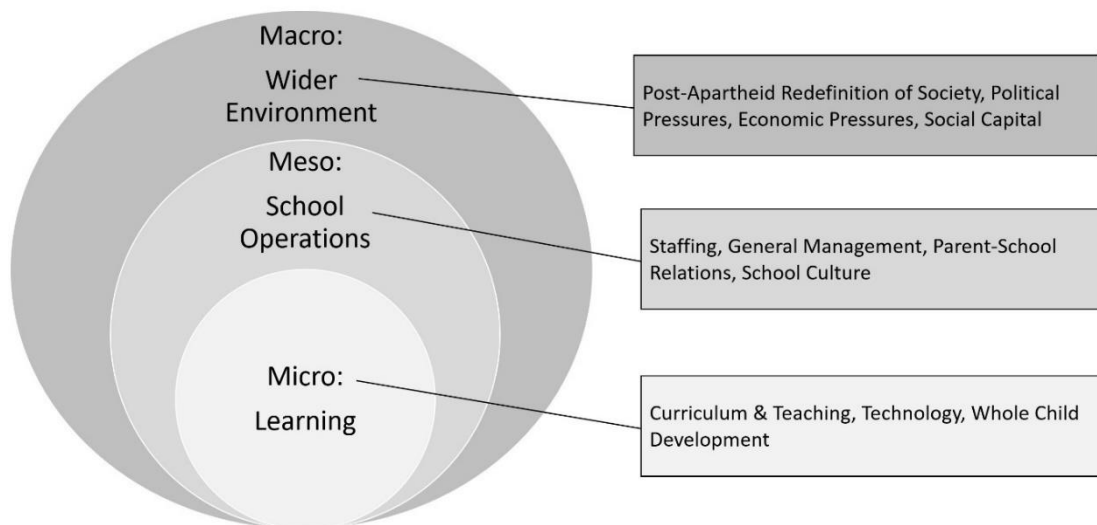 Macro:
Wider
Environment
Post-Apartheid Redefinition of Society, Political
Pressures, Economic Pressures, Social Capital
Meso:
School
Operations
Staffing, General Management, Parent-School
Relations, School Culture
Micro:
Learning
Curriculum & Teaching, Technology, Whole Child
Development